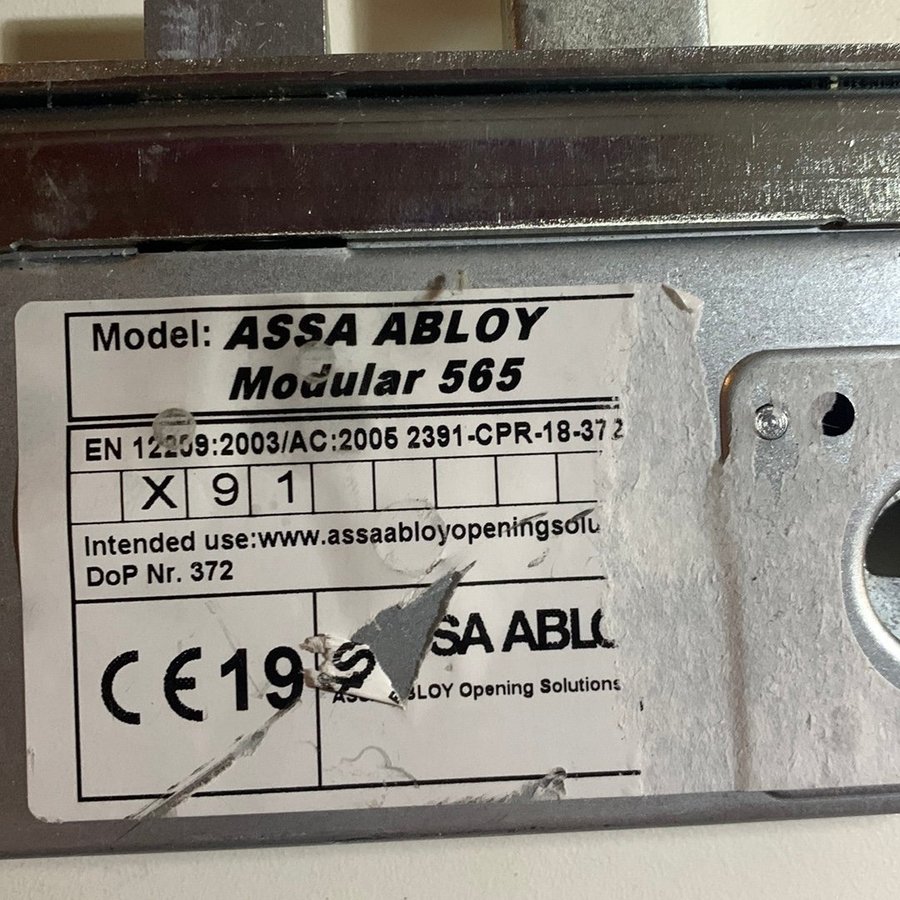 Model: ASSA ABLOY
Modular 565
EN 12209:2003/AC:2005 2391-CPR-18-372
X 9 1
Intended use:www.assaabloyopeningsolu
DoP Nr. 372
CE 19
SA ABLO
BLOY Opening Solutions